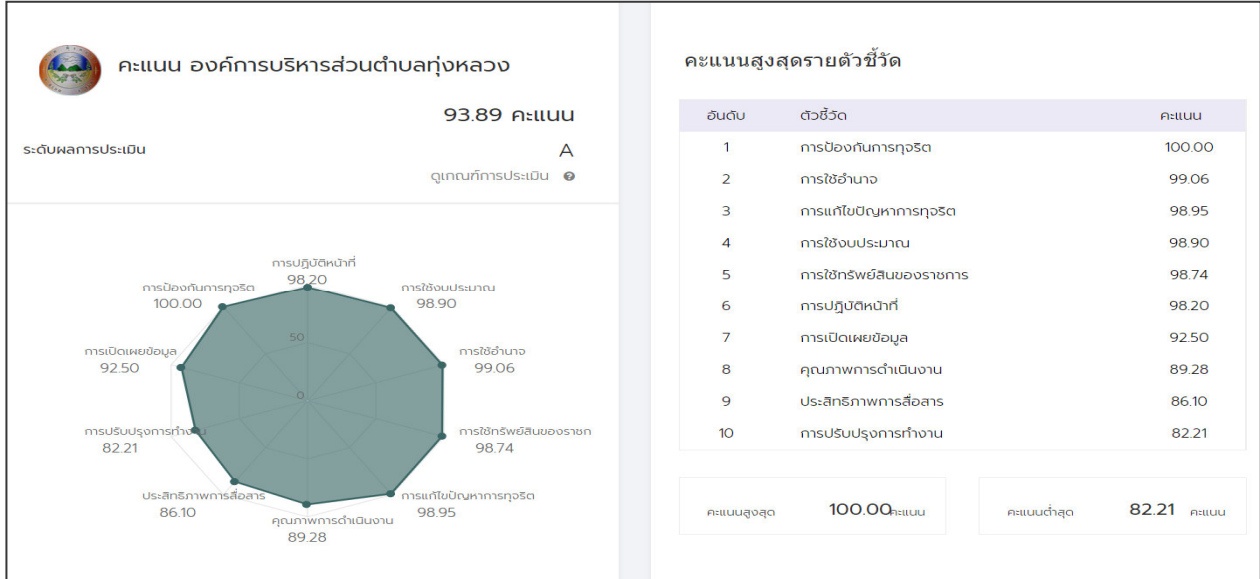 คะแนน องค์การบริหารส่วนตำบลทุ่งหลวง
93.89 คะแนน
ระดับผลการประเมิน A
ดูเกณฑ์การประเมิน
การปฏิบัติหน้าที่
98.20
การใช้งบประมาณ
98.90
การใช้อำนาจ
99.06
การใช้ทรัพย์สินของราชก
98.74
การแก้ไขปัญหาการทุจริต
98.95
คุณภาพการดำเนินงาน
89.28
ประสิทธิภาพการสื่อสาร
86.10
การปรับปรุงการทำงาน
82.21
การเปิดเผยข้อมูล
92.50
การป้องกันการทุจริต
100.00
50
0
คะแนนสูงสุดรายตัวชี้วัด
อันดับ ตัวชี้วัด คะแนน
1 การป้องกันการทุจริต 100.00
2 การใช้อำนาจ 99.06
3 การแก้ไขปัญหาการทุจริต 98.95
4 การใช้งบประมาณ 98.90
5 การใช้ทรัพย์สินของราชการ 98.74
6 การปฏิบัติหน้าที่ 98.20
7 การเปิดเผยข้อมูล 92.50
8 คุณภาพการดำเนินงาน 89.28
9 ประสิทธิภาพการสื่อสาร 86.10
10 การปรับปรุงการทำงาน 82.21
คะแนนสูงสุด 100.00 คะแนน
คะแนนต่ำสุด 82.21 คะแนน